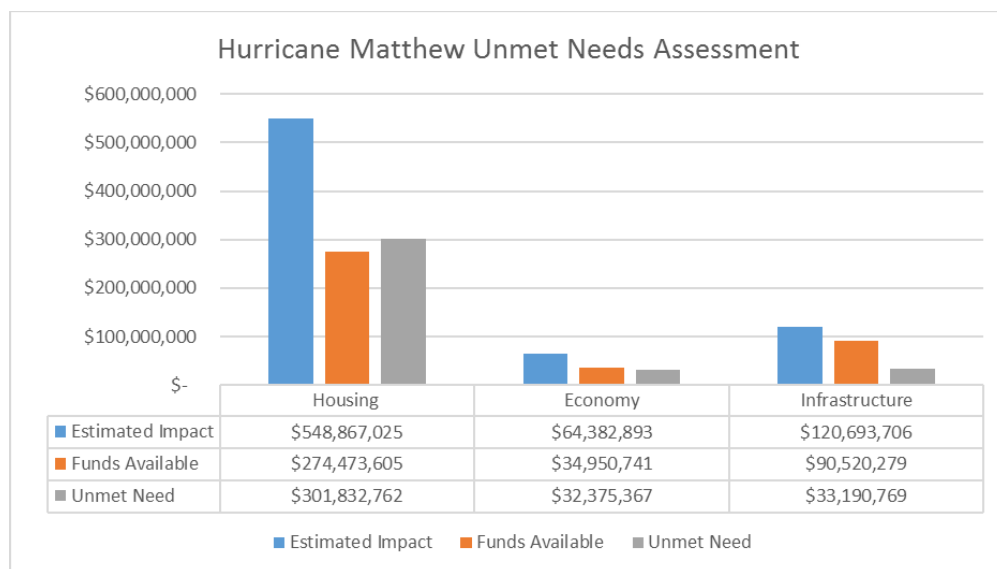 Hurricane Matthew Unmet Needs Assessment
$600,000,000
$500,000,000
$400,000,000
$300,000,000
$200,000,000
$100,000,000
$-
Housing Economy Infrastructure
Estimated Impact $548,867,025 $64,382,893 $120,693,706
Funds Available $274,473,605 $34,950,741 $90,520,279
Unmet Need $301,832,762 $32,375,367 $33,190,769
Estimated Impact Funds Available Unmet Need